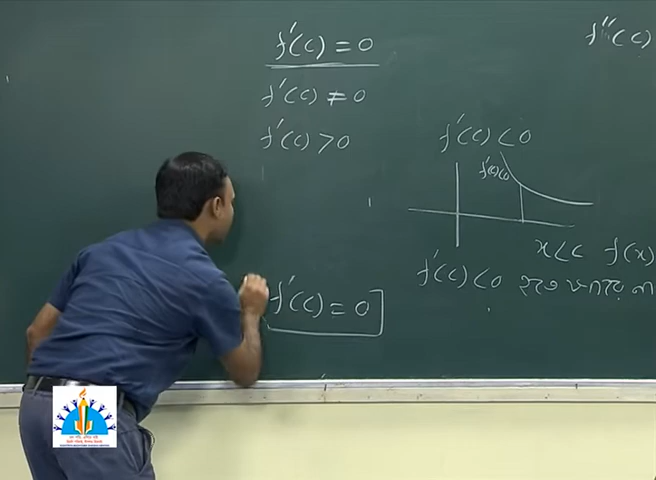 f'(c) = 0
f''(c)
f'(c) ≠ 0
f'(c) > 0
f'(c) < 0
f'(c)<0
x<c f(x)
f'(c)<0
f'(c) = 0